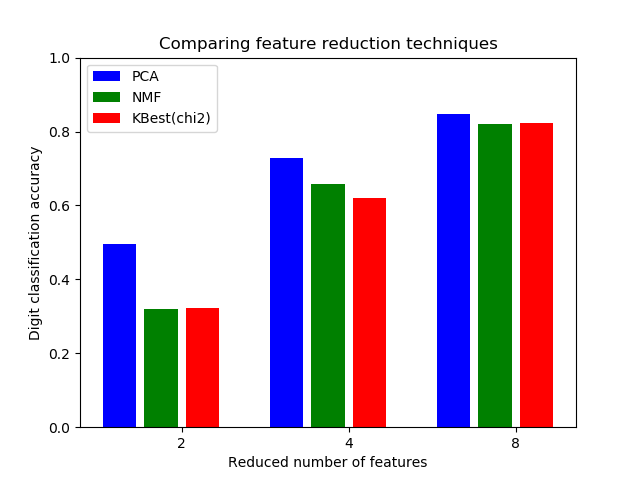 Comparing feature reduction techniques
PCA
NMF
KBest(chi2)
Digit classification accuracy
1.0
0.8
0.6
0.4
0.2
0.0
2
4
8
Reduced number of features